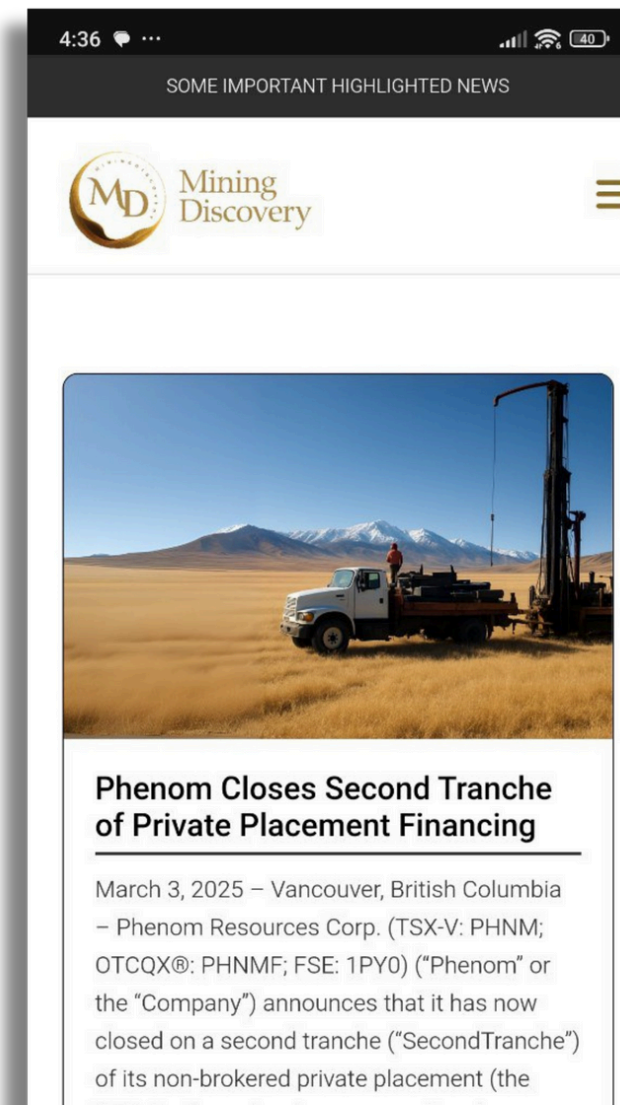 4:36
40
SOME IMPORTANT HIGHLIGHTED NEWS
MD
Mining
Discovery
Phenom Closes Second Tranche
of Private Placement Financing
March 3, 2025 – Vancouver, British Columbia
– Phenom Resources Corp. (TSX-V: PHNM;
OTCQX®: PHNMF; FSE: 1PY0) (“Phenom” or
the “Company”) announces that it has now
closed on a second tranche (“SecondTranche”)
of its non-brokered private placement (the